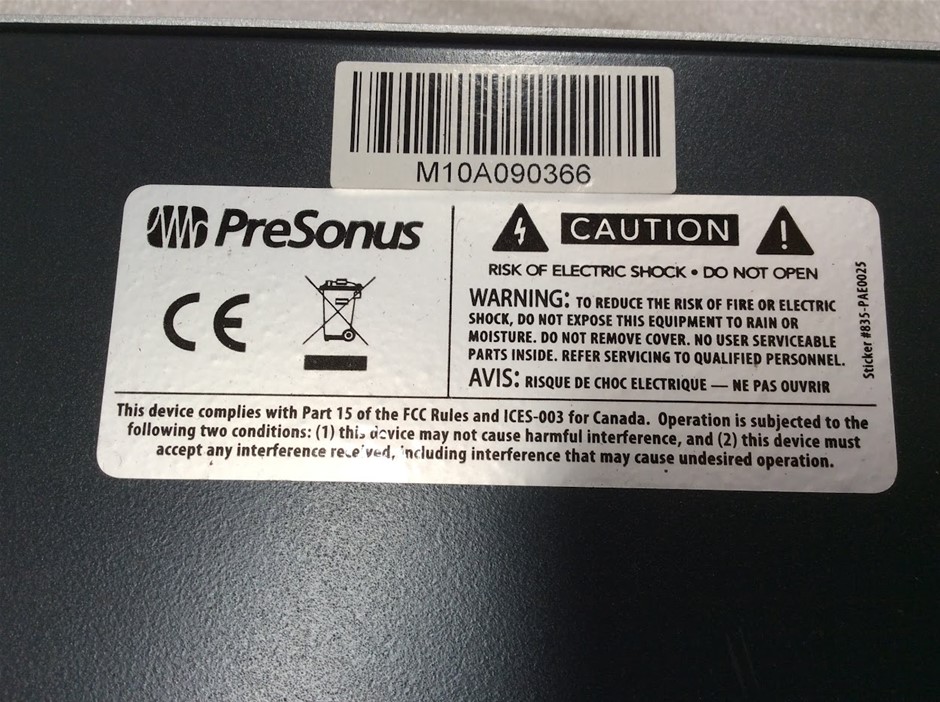 M10A090366
PreSonus
CE
CAUTION
RISK OF ELECTRIC SHOCK • DO NOT OPEN
WARNING: TO REDUCE THE RISK OF FIRE OR ELECTRIC
SHOCK, DO NOT EXPOSE THIS EQUIPMENT TO RAIN OR
MOISTURE. DO NOT REMOVE COVER. NO USER SERVICEABLE
PARTS INSIDE. REFER SERVICING TO QUALIFIED PERSONNEL.
AVIS: RISQUE DE CHOC ELECTRIQUE — NE PAS OUVRIR
Sticker #835-PAE0025
This device complies with Part 15 of the FCC Rules and ICES-003 for Canada. Operation is subjected to the
following two conditions: (1) this device may not cause harmful interference, and (2) this device must
accept any interference received, including interference that may cause undesired operation.